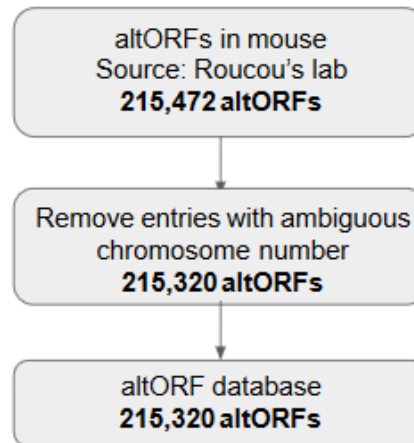 altORFs in mouse
Source: Roucou's lab
215,472 altORFs
Remove entries with ambiguous
chromosome number
215,320 altORFs
altORF database
215,320 altORFs